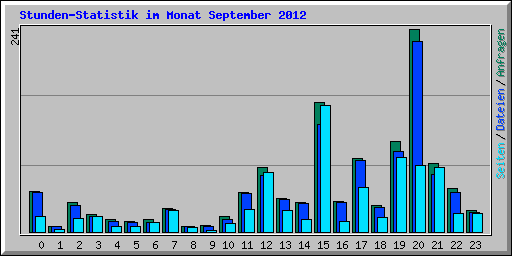 Stunden-Statistik im Monat September 2012
241
Seiten / Dateien / Anfragen
0 1 2 3 4 5 6 7 8 9 10 11 12 13 14 15 16 17 18 19 20 21 22 23